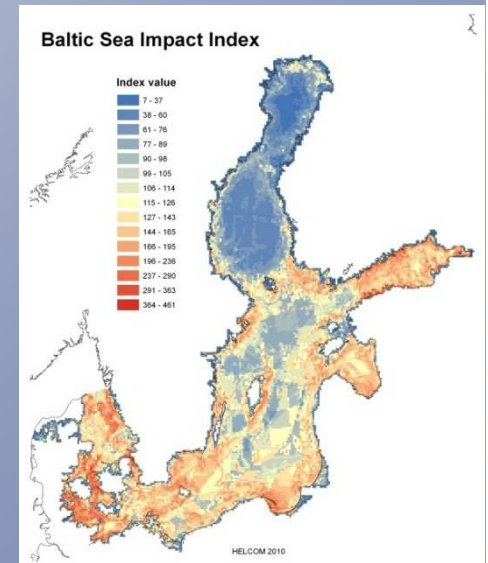 Baltic Sea Impact Index
Index value
7 - 37
38 - 60
61 - 76
77 - 89
90 - 98
99 - 105
106 - 114
115 - 126
127 - 143
144 - 165
166 - 195
196 - 236
237 - 290
291 - 363
364 - 461
HELCOM 2010